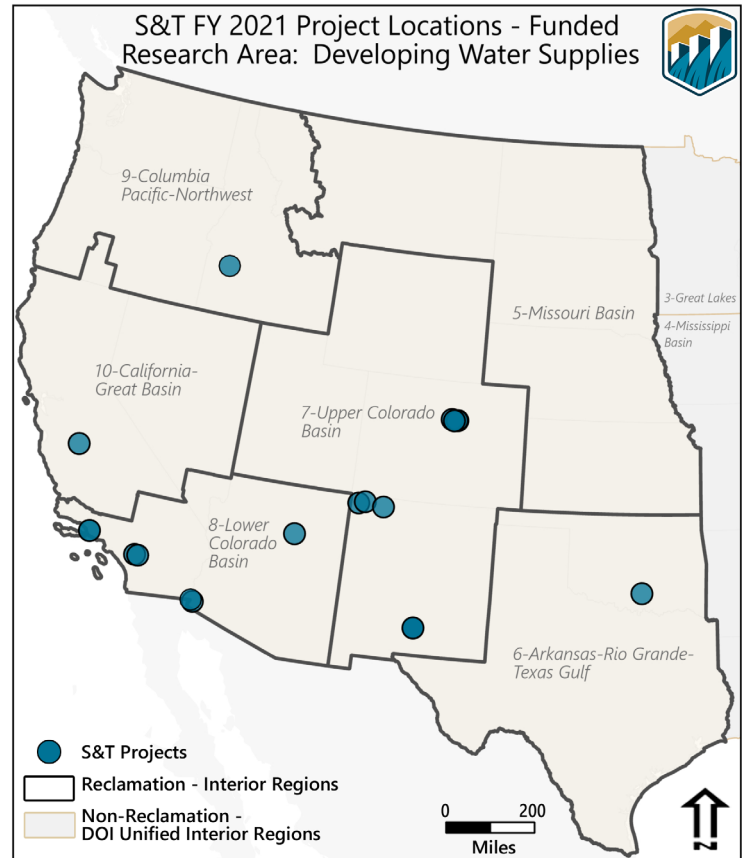 S&T FY 2021 Project Locations - Funded
Research Area:  Developing Water Supplies
9-Columbia
Pacific-Northwest
3-Great Lakes
5-Missouri Basin
4-Mississippi
Basin
10-California-
Great Basin
7-Upper Colorado
Basin
8-Lower
Colorado
Basin
6-Arkansas-Rio Grande-
Texas Gulf
S&T Projects
Reclamation - Interior Regions
Non-Reclamation -
DOI Unified Interior Regions
0 200
Miles
N